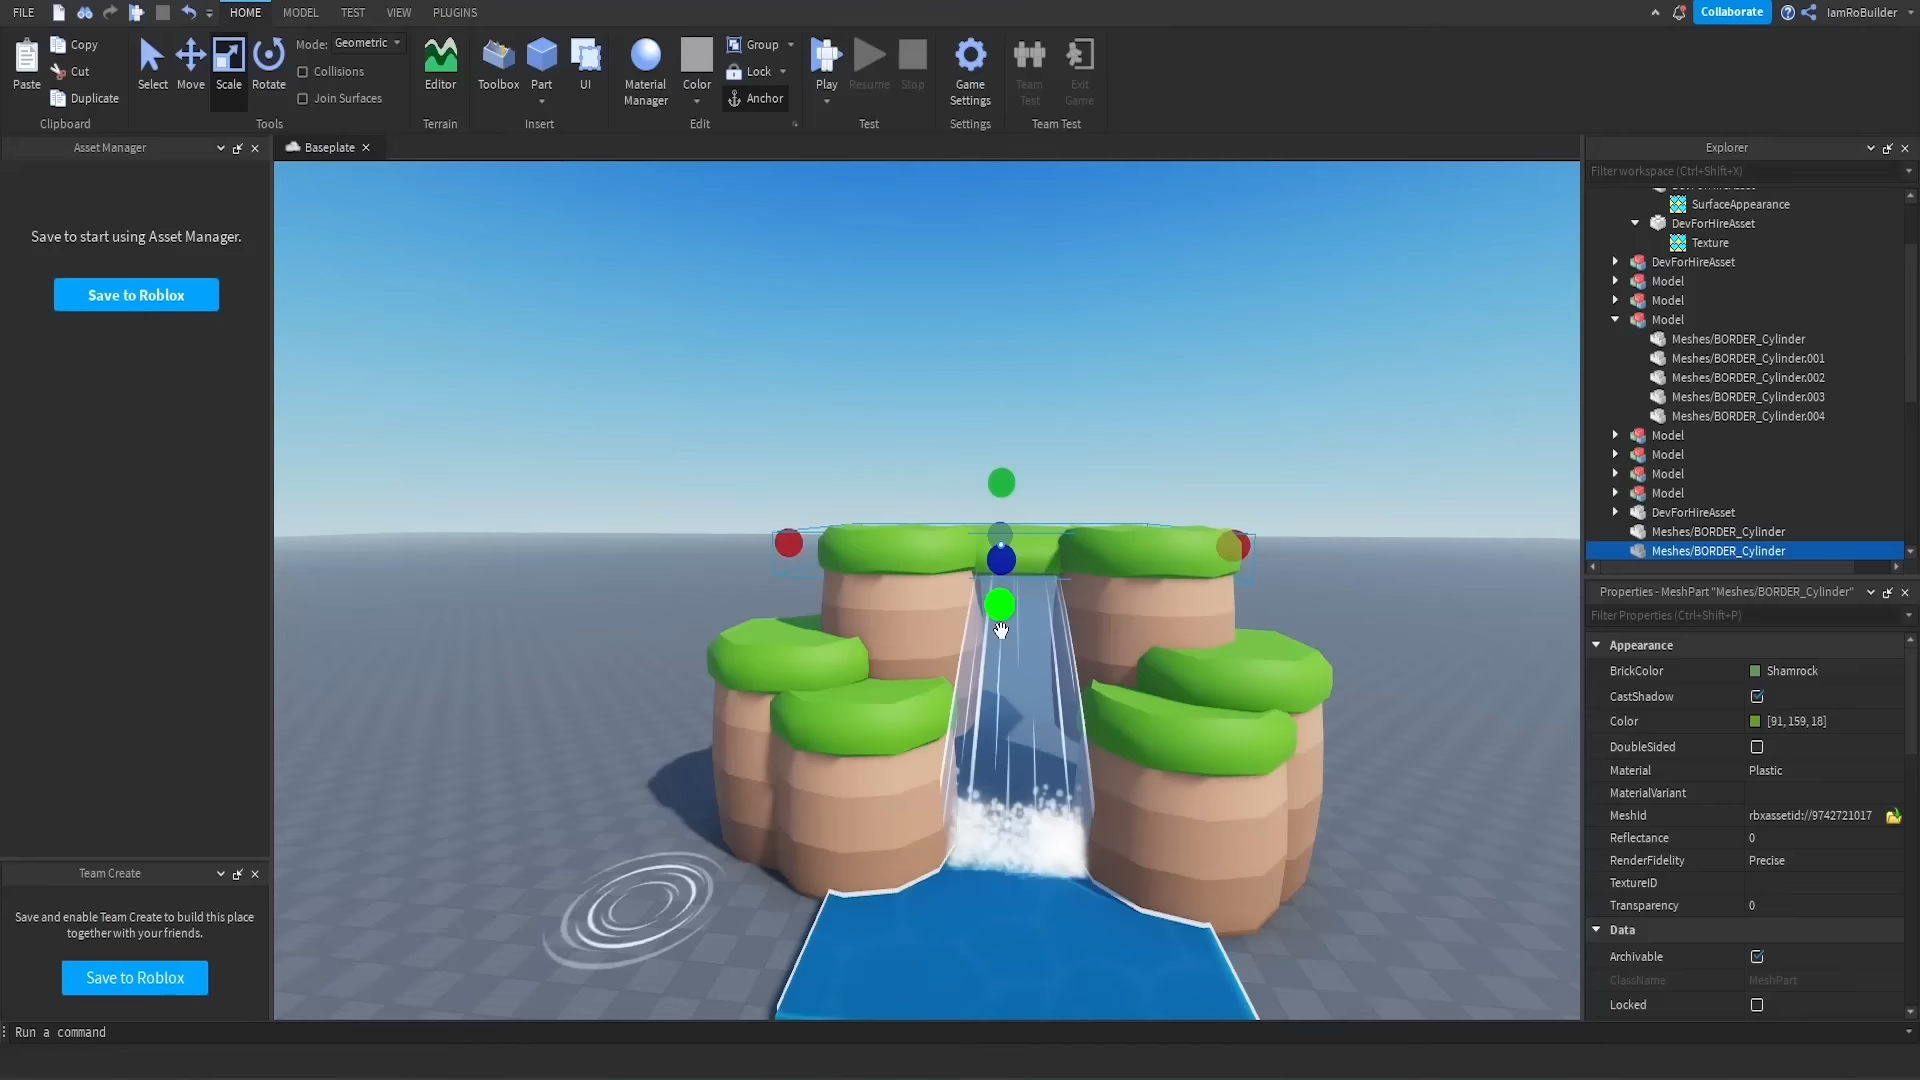 FILE
HOME
MODEL
TEST
VIEW
PLUGINS
Collaborate
IamRoBuilder
Paste
Copy
Cut
Duplicate
Clipboard
Select
Move
Scale
Rotate
Mode: Geometric
Collisions
Join Surfaces
Tools
Editor
Terrain
Toolbox
Part
UI
Insert
Material
Manager
Color
Group
Lock
Anchor
Edit
Play
Resume
Stop
Test
Game
Settings
Settings
Team
Test
Exit
Game
Team Test
Asset Manager
Save to start using Asset Manager.
Save to Roblox
Baseplate
Team Create
Save and enable Team Create to build this place
together with your friends.
Save to Roblox
Run a command
Explorer
Filter workspace (Ctrl+Shift+X)
SurfaceAppearance
DevForHireAsset
Texture
DevForHireAsset
Model
Model
Model
Meshes/BORDER_Cylinder
Meshes/BORDER_Cylinder.001
Meshes/BORDER_Cylinder.002
Meshes/BORDER_Cylinder.003
Meshes/BORDER_Cylinder.004
Model
Model
Model
Model
DevForHireAsset
Meshes/BORDER_Cylinder
Meshes/BORDER_Cylinder
Properties - MeshPart "Meshes/BORDER_Cylinder"
Filter Properties (Ctrl+Shift+P)
Appearance
BrickColor Shamrock
CastShadow
Color [91, 159, 18]
DoubleSided
Material Plastic
MaterialVariant
MeshId rbxassetid://9742721017
Reflectance 0
RenderFidelity Precise
TextureID
Transparency 0
Data
Archivable
ClassName MeshPart
Locked